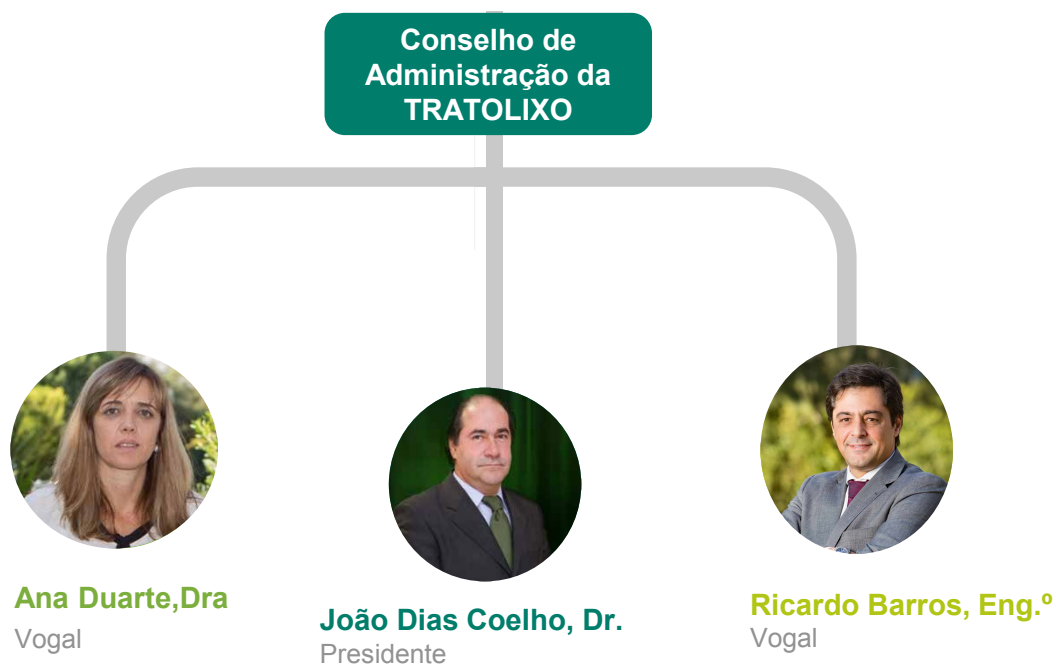 Conselho de
Administração da
TRATOLIXO
Ana Duarte,Dra
Vogal
João Dias Coelho, Dr.
Presidente
Ricardo Barros, Eng.º
Vogal